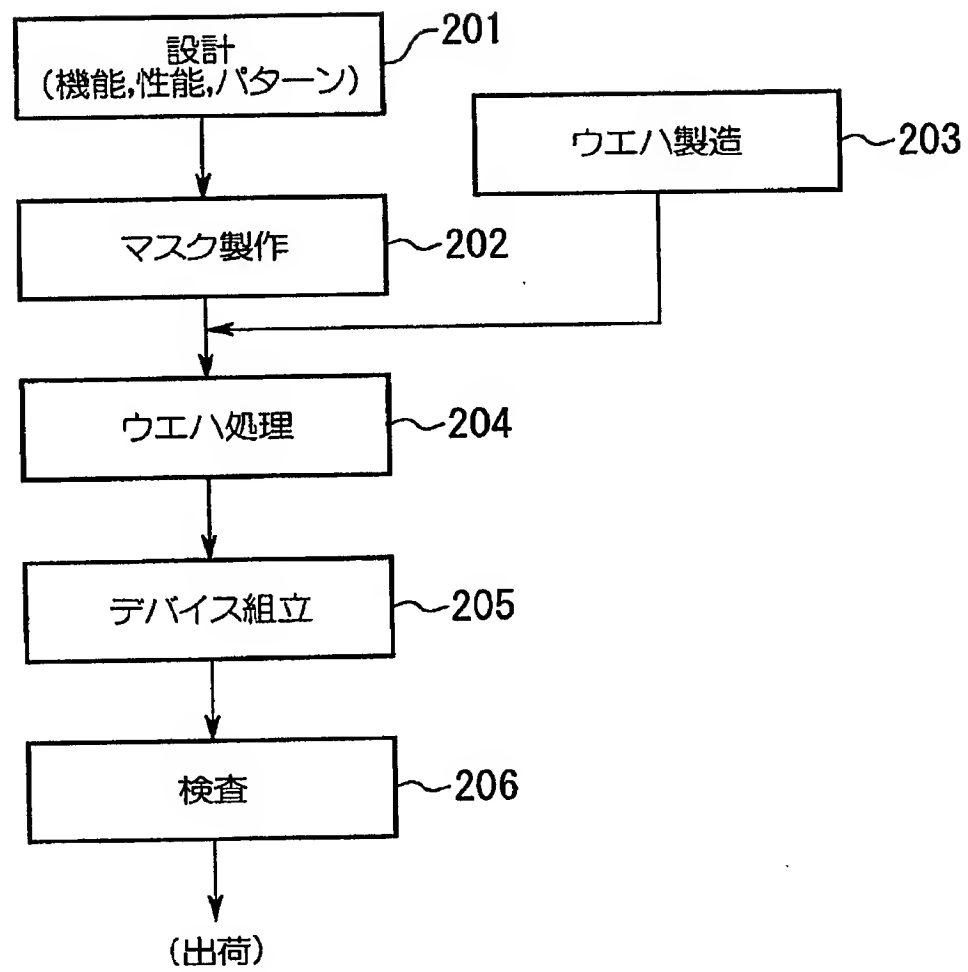 設計
(機能,性能,パターン)
201
ウエハ製造
203
マスク製作
202
ウエハ処理
204
デバイス組立
205
検査
206
(出荷)